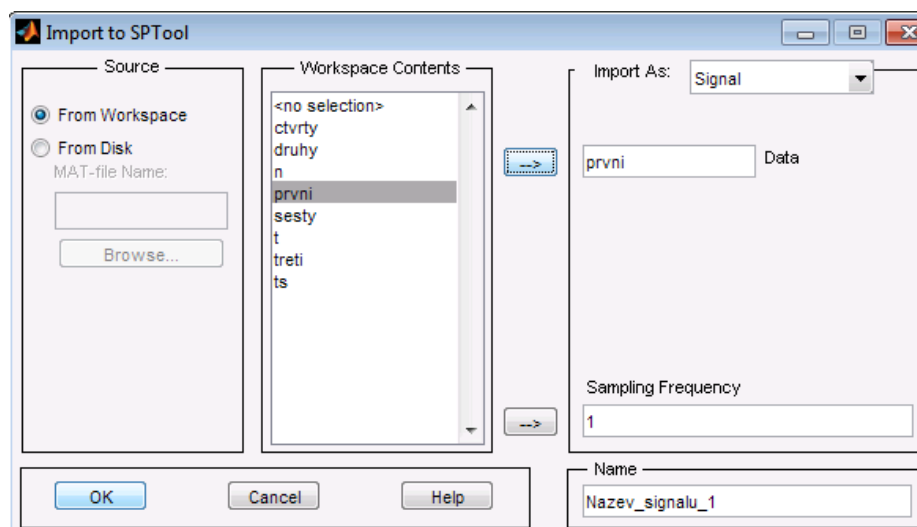 Import to SPTool
Source
From Workspace
From Disk
MAT-file Name:
Browse...
Workspace Contents
<no selection>
ctvrty
druhy
n
prvni
sesty
t
treti
ts
-->
-->
Import As:
Signal
prvni
Data
Sampling Frequency
1
OK
Cancel
Help
Name
Nazev_signalu_1